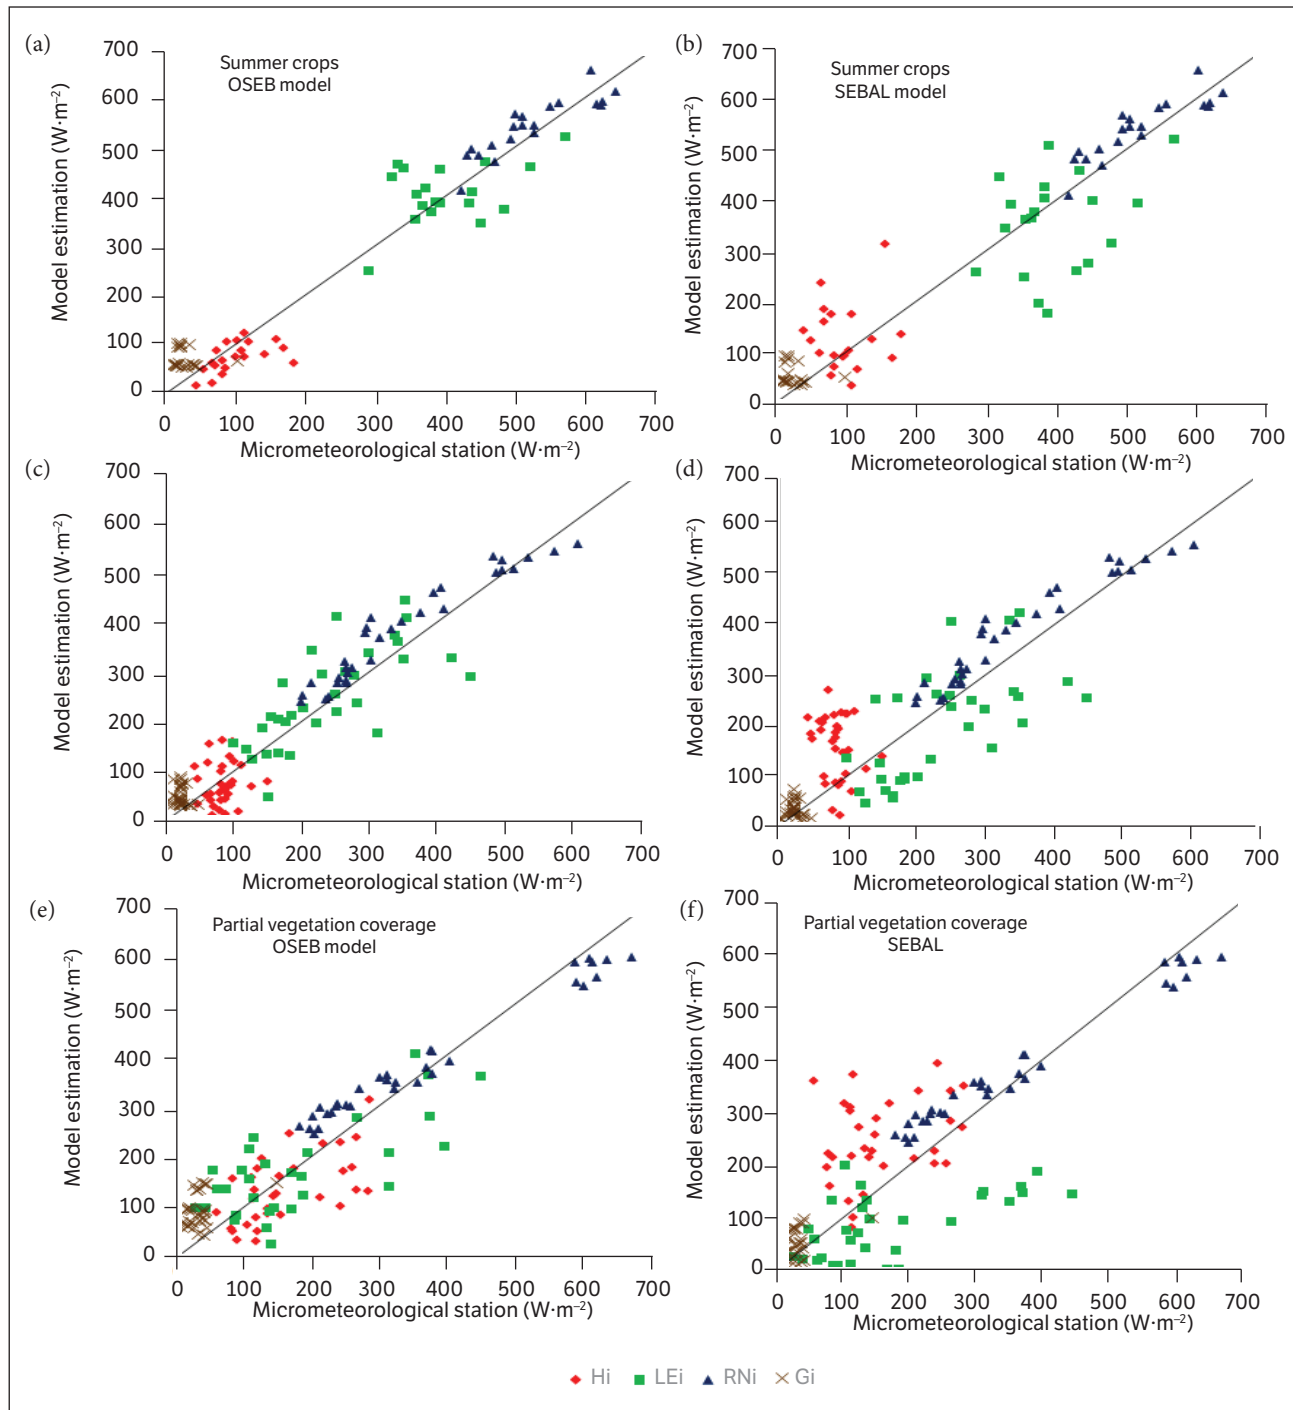 (a)
Summer crops
OSEB model
Model estimation (W·m⁻²)
700
600
500
400
300
200
100
0
0 100 200 300 400 500 600 700
Micrometeorological station (W·m⁻²)
(b)
Summer crops
SEBAL model
Model estimation (W·m⁻²)
700
600
500
400
300
200
100
0
0 100 200 300 400 500 600 700
Micrometeorological station (W·m⁻²)
(c)
Model estimation (W·m⁻²)
700
600
500
400
300
200
100
0
0 100 200 300 400 500 600 700
Micrometeorological station (W·m⁻²)
(d)
Model estimation (W·m⁻²)
700
600
500
400
300
200
100
0
0 100 200 300 400 500 600 700
Micrometeorological station (W·m⁻²)
(e)
Partial vegetation coverage
OSEB model
Model estimation (W·m⁻²)
700
600
500
400
300
200
100
0
0 100 200 300 400 500 600 700
Micrometeorological station (W·m⁻²)
(f)
Partial vegetation coverage
SEBAL
Model estimation (W·m⁻²)
700
600
500
400
300
200
100
0
0 100 200 300 400 500 600 700
Micrometeorological station (W·m⁻²)
Hi LEi RNi Gi